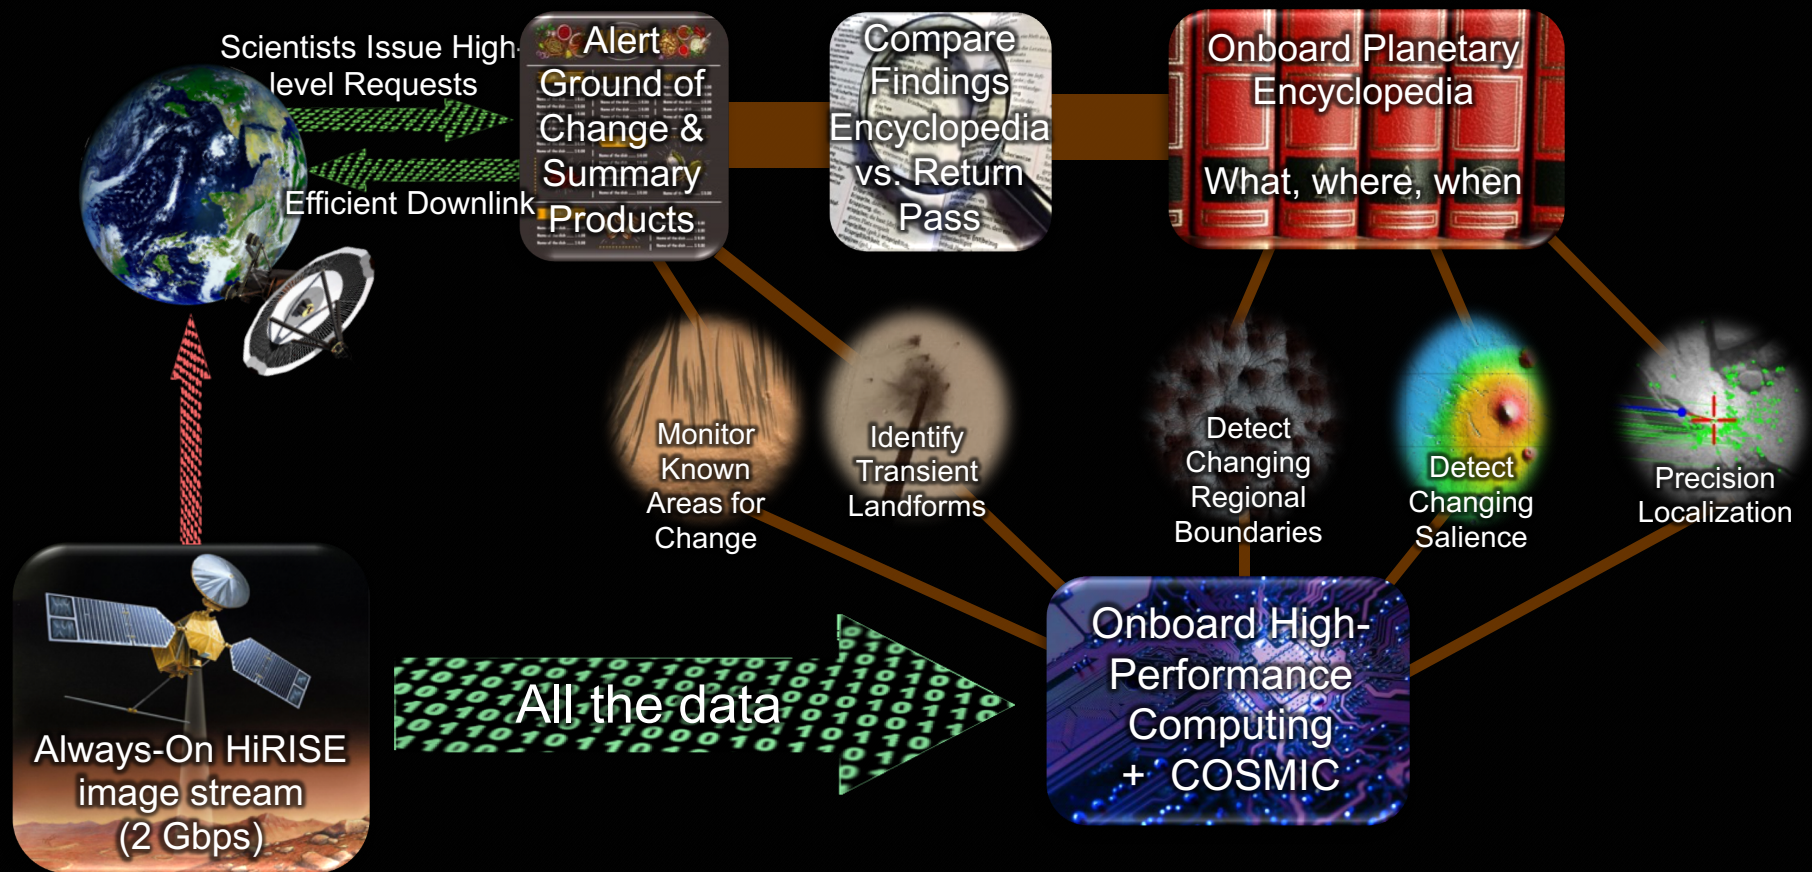 Scientists Issue High-
level Requests
Efficient Downlink
Alert
Ground of
Change &
Summary
Products
Compare
Findings
Encyclopedia
vs. Return
Pass
Onboard Planetary
Encyclopedia
What, where, when
Monitor
Known
Areas for
Change
Identify
Transient
Landforms
Detect
Changing
Regional
Boundaries
Detect
Changing
Salience
Precision
Localization
Always-On HiRISE
image stream
(2 Gbps)
All the data
Onboard High-
Performance
Computing
+ COSMIC